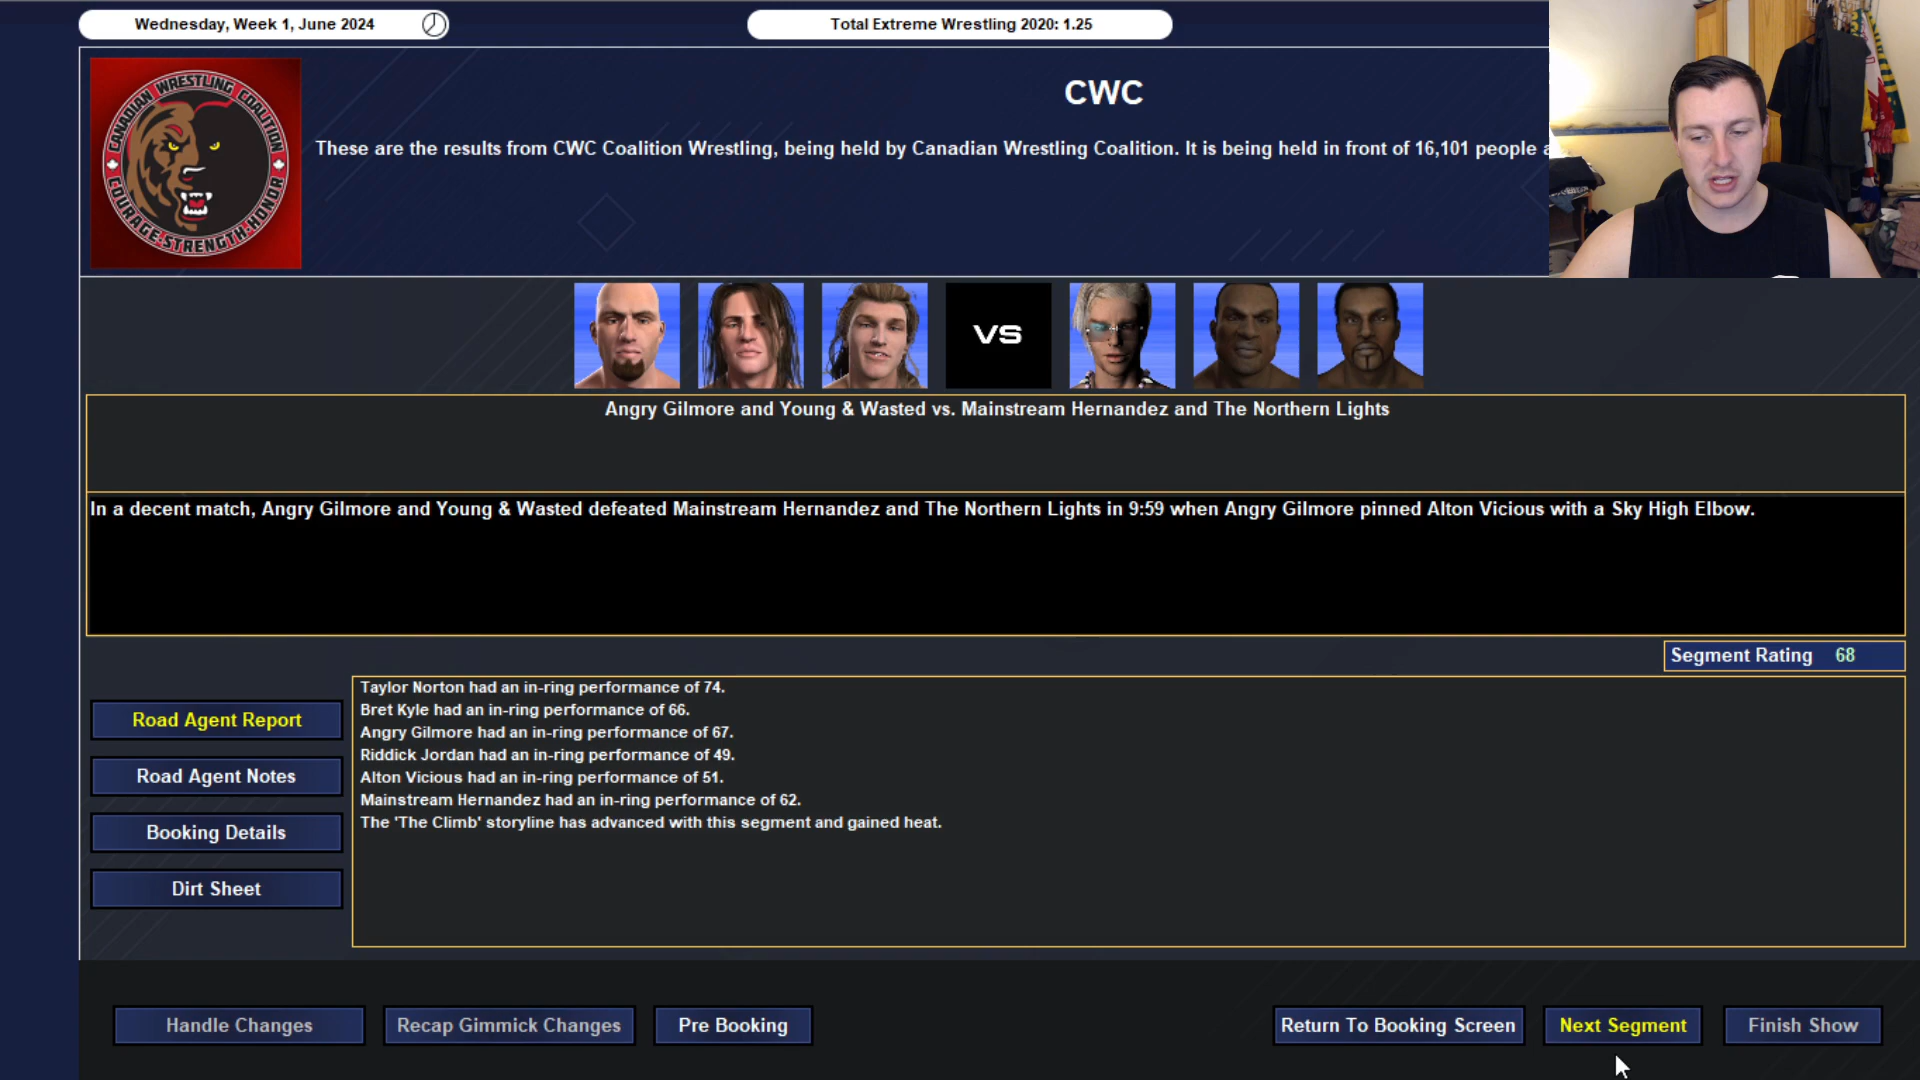 Wednesday, Week 1, June 2024
Total Extreme Wrestling 2020: 1.25
CANADIAN WRESTLING COALITION
COURAGE·STRENGTH·HONOR
CWC
These are the results from CWC Coalition Wrestling, being held by Canadian Wrestling Coalition. It is being held in front of 16,101 people
VS
Angry Gilmore and Young & Wasted vs. Mainstream Hernandez and The Northern Lights
In a decent match, Angry Gilmore and Young & Wasted defeated Mainstream Hernandez and The Northern Lights in 9:59 when Angry Gilmore pinned Alton Vicious with a Sky High Elbow.
Segment Rating 68
Road Agent Report
Road Agent Notes
Booking Details
Dirt Sheet
Taylor Norton had an in-ring performance of 74.
Bret Kyle had an in-ring performance of 66.
Angry Gilmore had an in-ring performance of 67.
Riddick Jordan had an in-ring performance of 49.
Alton Vicious had an in-ring performance of 51.
Mainstream Hernandez had an in-ring performance of 62.
The 'The Climb' storyline has advanced with this segment and gained heat.
Handle Changes
Recap Gimmick Changes
Pre Booking
Return To Booking Screen
Next Segment
Finish Show